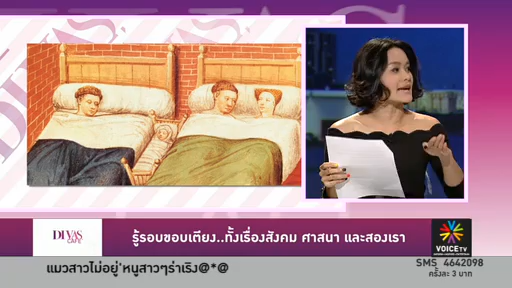 DIVAS
DIVAS
CAFE
รู้รอบขอบเตียง..ทั้งเรื่องสังคม ศาสนา และสองเรา
VOICETV
SMS 4642098
ครั้งละ 3 บาท
แมวสาวไม่อยู่'หนูสาวๆร่าเริง@*@